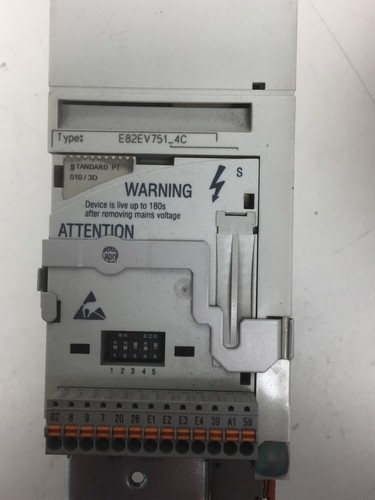 Type: E82EV751_4C
STANDARD PT
010 / 3D
WARNING
S
Device is live up to 180s
after removing mains voltage
ATTENTION
1 2 3 4 5
62 8 9 7 20 28 E1 E2 E3 E4 39 A1 59